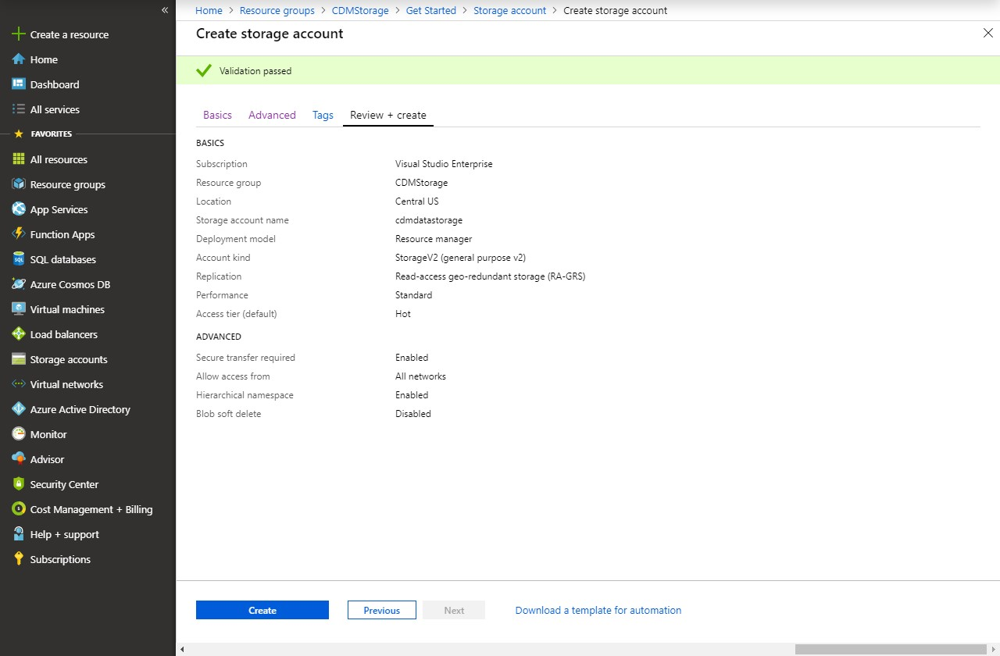 «
Create a resource
Home
Dashboard
All services
FAVORITES
All resources
Resource groups
App Services
Function Apps
SQL databases
Azure Cosmos DB
Virtual machines
Load balancers
Storage accounts
Virtual networks
Azure Active Directory
Monitor
Advisor
Security Center
Cost Management + Billing
Help + support
Subscriptions
Home > Resource groups > CDMStorage > Get Started > Storage account > Create storage account
Create storage account
Validation passed
Basics Advanced Tags Review + create
BASICS
Subscription Visual Studio Enterprise
Resource group CDMStorage
Location Central US
Storage account name cdmdatastorage
Deployment model Resource manager
Account kind StorageV2 (general purpose v2)
Replication Read-access geo-redundant storage (RA-GRS)
Performance Standard
Access tier (default) Hot
ADVANCED
Secure transfer required Enabled
Allow access from All networks
Hierarchical namespace Enabled
Blob soft delete Disabled
Create Previous Next Download a template for automation